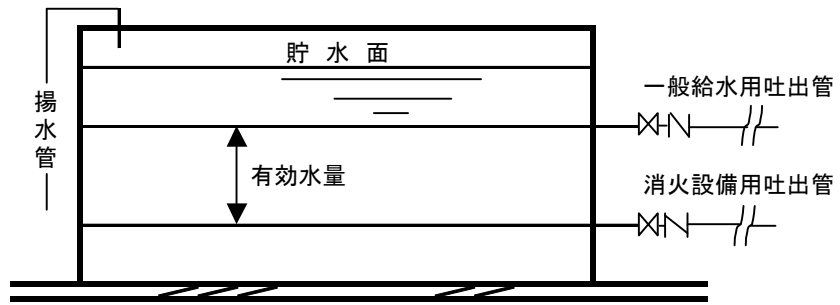 貯水面
揚水管
一般給水用吐出管
有効水量
消火設備用吐出管